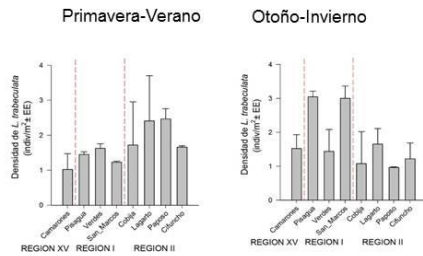 Primavera-Verano
Densidad de L. trabeculata
(indiv/m²± EE)
4
3
2
1
0
Camarones
Pisagua
Verdes
San_Marcos
Cobija
Lagarto
Paposo
Cifuncho
REGION XV
REGION I
REGION II
Otoño-Invierno
Densidad de L. trabeculata
(indiv/m²± EE)
4
3
2
1
0
Camarones
Pisagua
Verdes
San_Marcos
Cobija
Lagarto
Paposo
Cifuncho
REGION XV
REGION I
REGION II